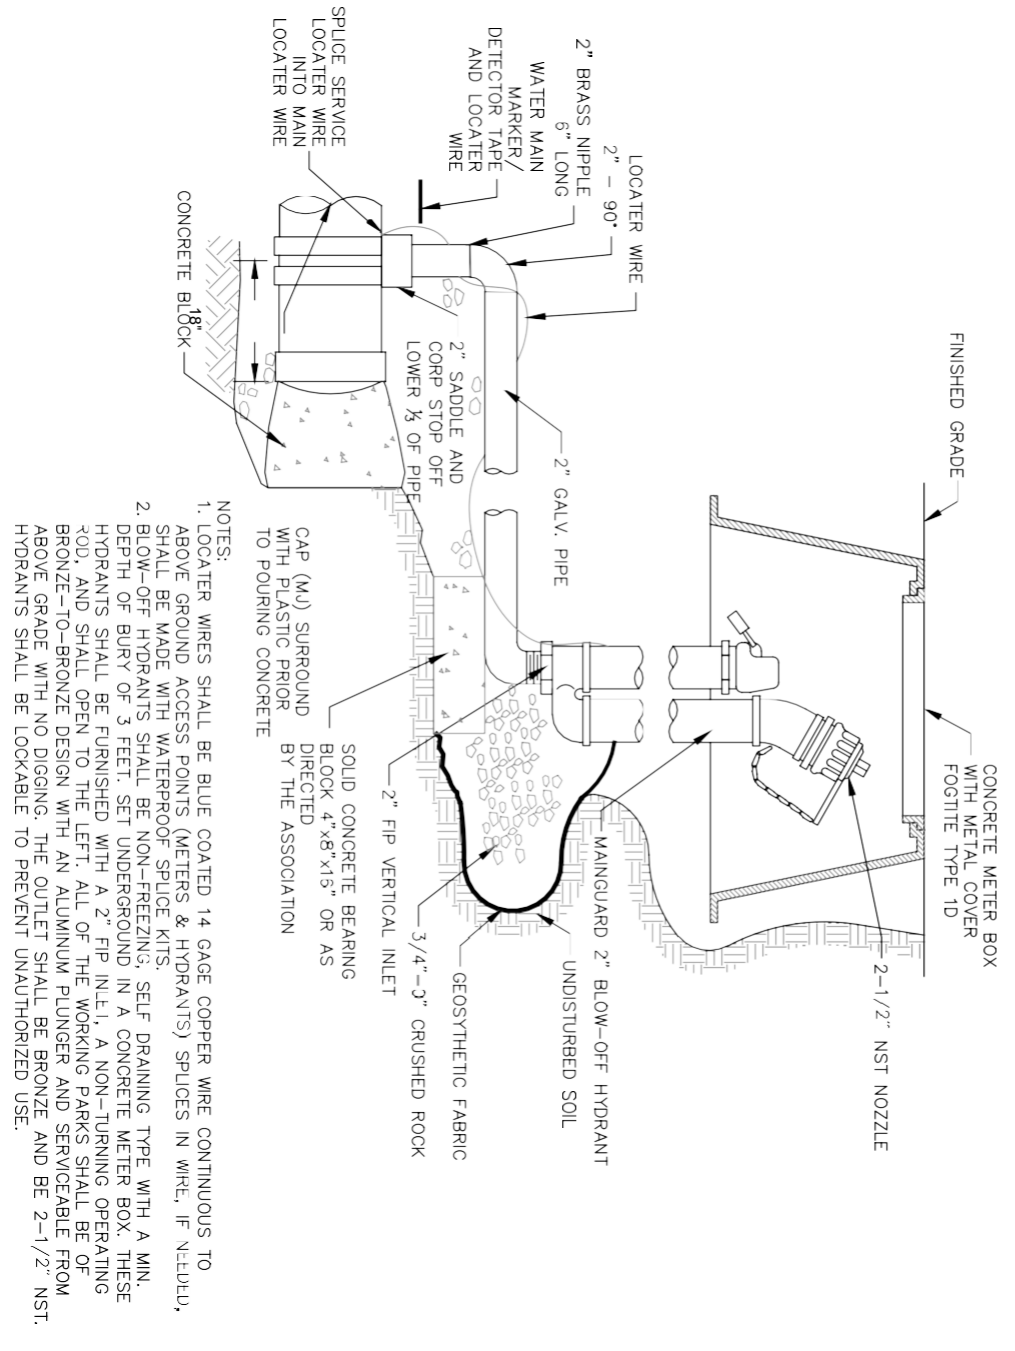 FINISHED GRADE
CONCRETE METER BOX
WITH METAL COVER
FOGTITE TYPE 1D
2-1/2" NST NOZZLE
LOCATER WIRE
2" - 90°
2" BRASS NIPPLE
6" LONG
WATER MAIN
MARKER/
DETECTOR TAPE
AND LOCATER
WIRE
SPLICE SERVICE
LOCATER WIRE
INTO MAIN
LOCATER WIRE
2" GALV. PIPE
MAINGUARD 2" BLOW-OFF HYDRANT
UNDISTURBED SOIL
GEOSYTHETIC FABRIC
2" SADDLE AND
CORP STOP OFF
LOWER ⅓ OF PIPE
CRUSHED ROCK
2" FIP VERTICAL INLET
18"
CONCRETE BLOCK
SOLID CONCRETE BEARING
BLOCK 4"x8"x16" OR AS
DIRECTED
BY THE ASSOCIATION
CAP (MJ) SURROUND
WITH PLASTIC PRIOR
TO POURING CONCRETE
NOTES:
1. LOCATER WIRES SHALL BE BLUE COATED 14 GAGE COPPER WIRE CONTINUOUS TO
ABOVE GROUND ACCESS POINTS (METERS & HYDRANTS) SPLICES IN WIRE, IF NEEDED,
SHALL BE MADE WITH WATERPROOF SPLICE KITS.
2. BLOW-OFF HYDRANTS SHALL BE NON-FREEZING, SELF DRAINING TYPE WITH A MIN.
DEPTH OF BURY OF 3 FEET. SET UNDERGROUND IN A CONCRETE METER BOX. THESE
HYDRANTS SHALL BE FURNISHED WITH A 2" FIP INLET, A NON-TURNING OPERATING
ROD, AND SHALL OPEN TO THE LEFT. ALL OF THE WORKING PARKS SHALL BE OF
BRONZE-TO-BRONZE DESIGN WITH AN ALUMINUM PLUNGER AND SERVICEABLE FROM
ABOVE GRADE WITH NO DIGGING. THE OUTLET SHALL BE BRONZE AND BE 2-1/2" NST.
HYDRANTS SHALL BE LOCKABLE TO PREVENT UNAUTHORIZED USE.